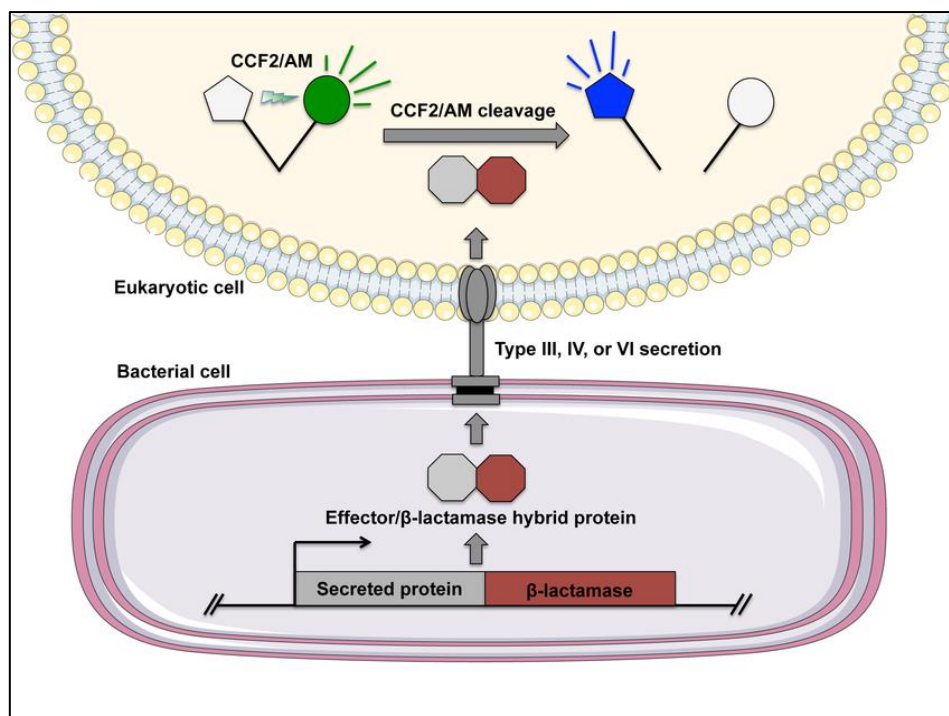 CCF2/AM
CCF2/AM cleavage
Eukaryotic cell
Type III, IV, or VI secretion
Bacterial cell
Effector/β-lactamase hybrid protein
Secreted protein
β-lactamase